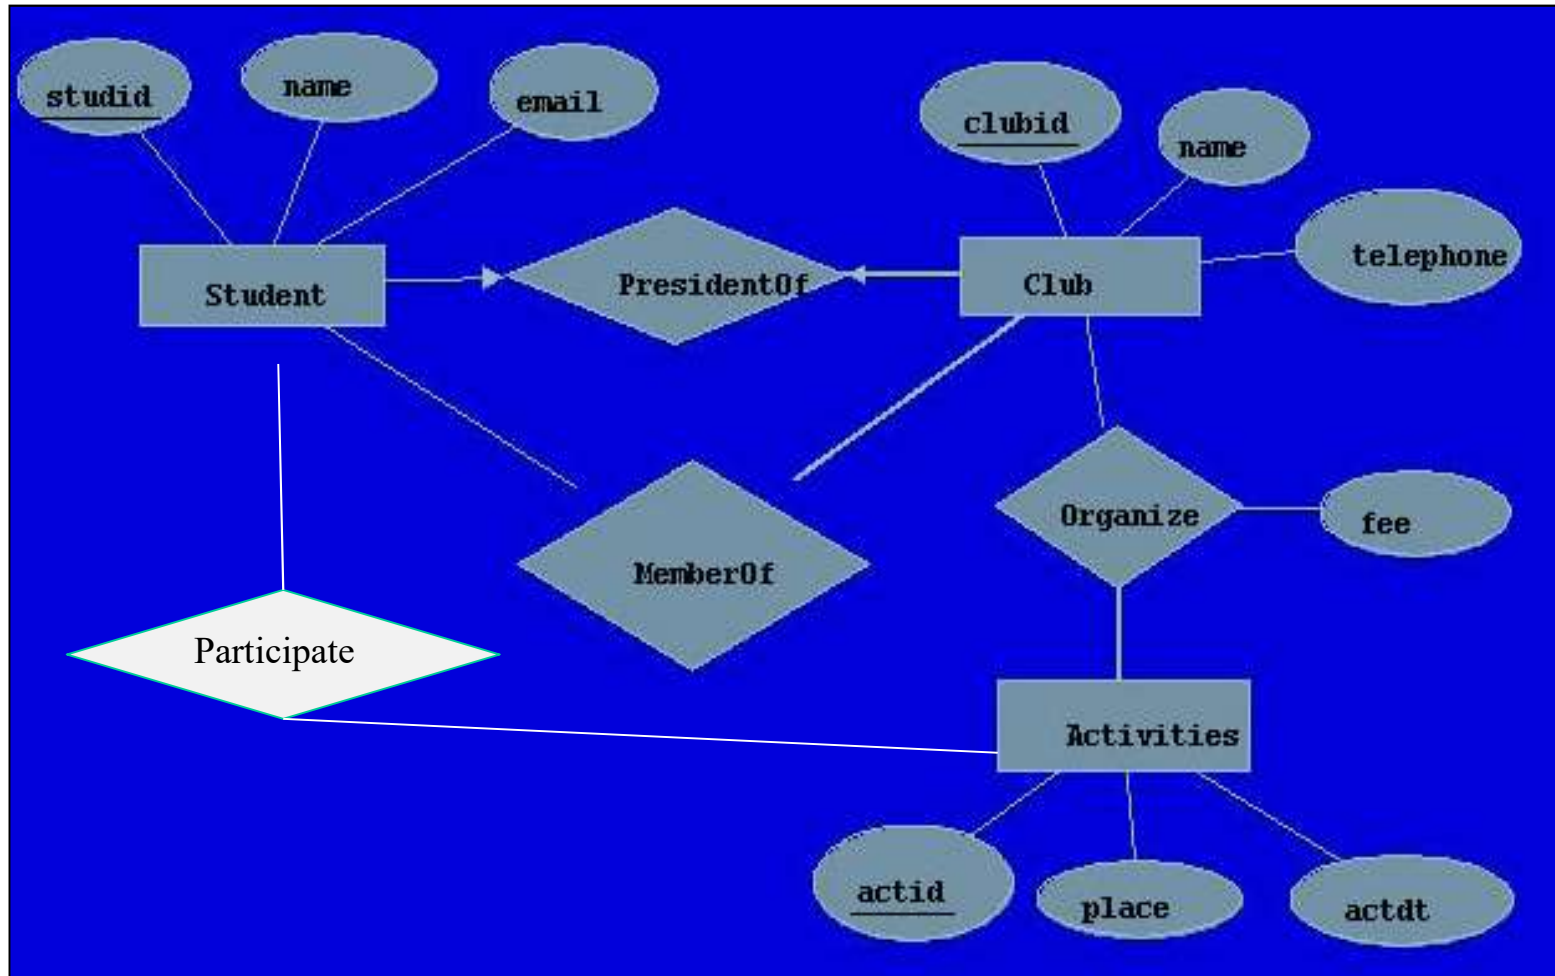 studid
name
email
clubid
name
telephone
Student
PresidentOf
Club
Organize
fee
MemberOf
Participate
Activities
actid
place
actdt